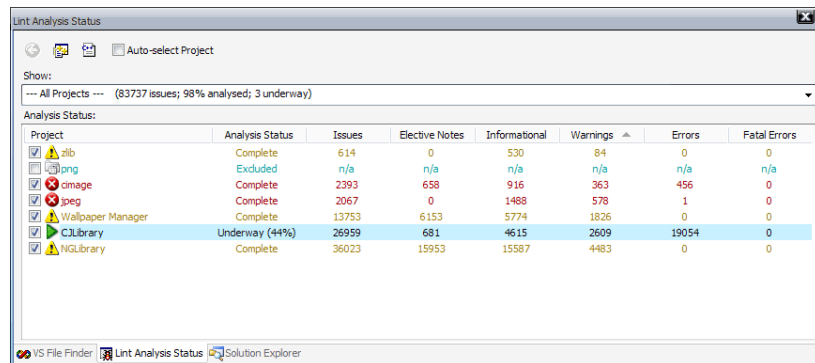 Lint Analysis Status
Auto-select Project
Show:
--- All Projects --- (83737 issues; 98% analysed; 3 underway)
Analysis Status:
Project Analysis Status Issues Elective Notes Informational Warnings Errors Fatal Errors
zlib Complete 614 0 530 84 0 0
png Excluded n/a n/a n/a n/a n/a n/a
cimage Complete 2393 658 916 363 456 0
jpeg Complete 2067 0 1488 578 1 0
Wallpaper Manager Complete 13753 6153 5774 1826 0 0
CJLibrary Underway (44%) 26959 681 4615 2609 19054 0
NGLibrary Complete 36023 15953 15587 4483 0 0
VS File Finder Lint Analysis Status Solution Explorer